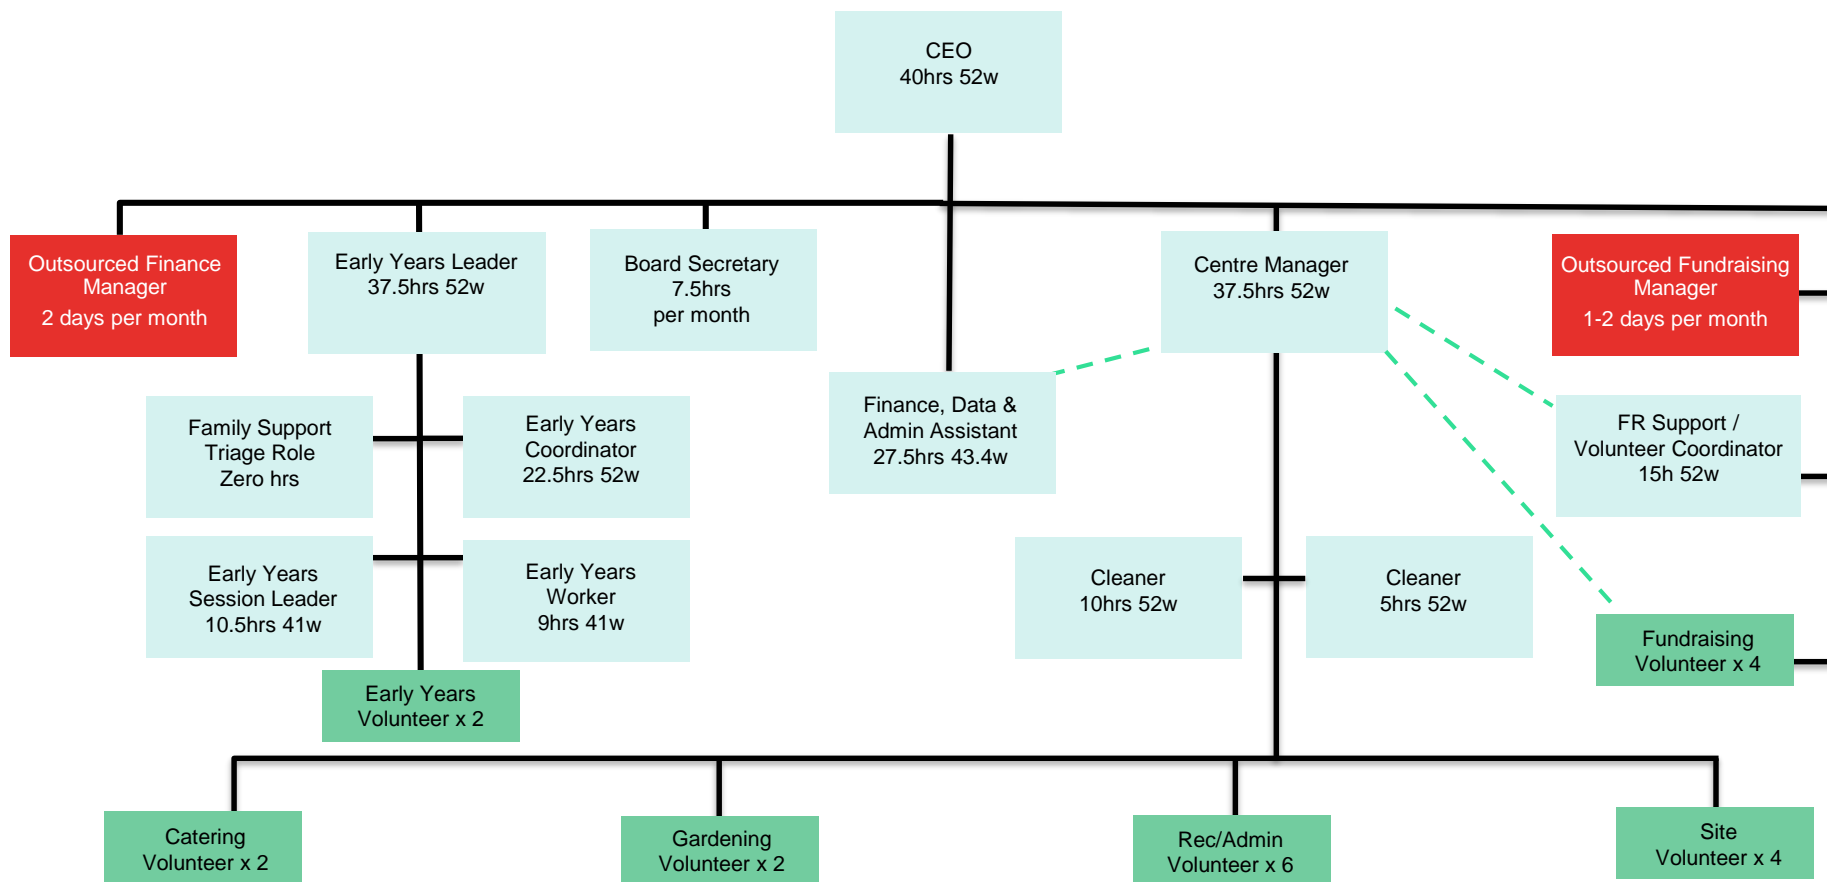 CEO
40hrs 52w
Outsourced Finance
Manager
2 days per month
Early Years Leader
37.5hrs 52w
Board Secretary
7.5hrs
per month
Centre Manager
37.5hrs 52w
Outsourced Fundraising
Manager
1-2 days per month
Family Support
Triage Role
Zero hrs
Early Years
Coordinator
22.5hrs 52w
Finance, Data &
Admin Assistant
27.5hrs 43.4w
FR Support /
Volunteer Coordinator
15h 52w
Early Years
Session Leader
10.5hrs 41w
Early Years
Worker
9hrs 41w
Cleaner
10hrs 52w
Cleaner
5hrs 52w
Fundraising
Volunteer x 4
Early Years
Volunteer x 2
Catering
Volunteer x 2
Gardening
Volunteer x 2
Rec/Admin
Volunteer x 6
Site
Volunteer x 4